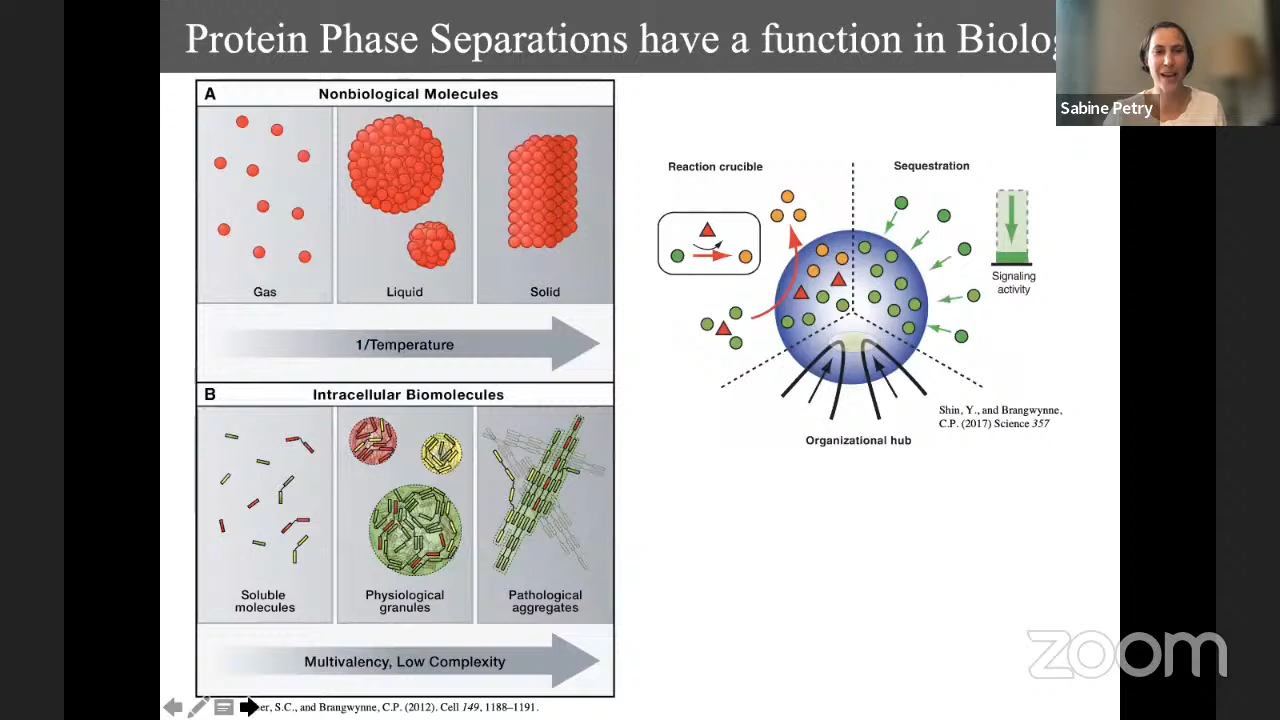 Protein Phase Separations have a function in Biolog
Sabine Petry
A
Nonbiological Molecules
Gas
Liquid
Solid
1/Temperature
B
Intracellular Biomolecules
Soluble
molecules
Physiological
granules
Pathological
aggregates
Multivalency, Low Complexity
er, S.C., and Brangwynne, C.P. (2012). Cell 149, 1188–1191.
Reaction crucible
Sequestration
Signaling
activity
Organizational hub
Shin, Y., and Brangwynne,
C.P. (2017) Science 357
zoom